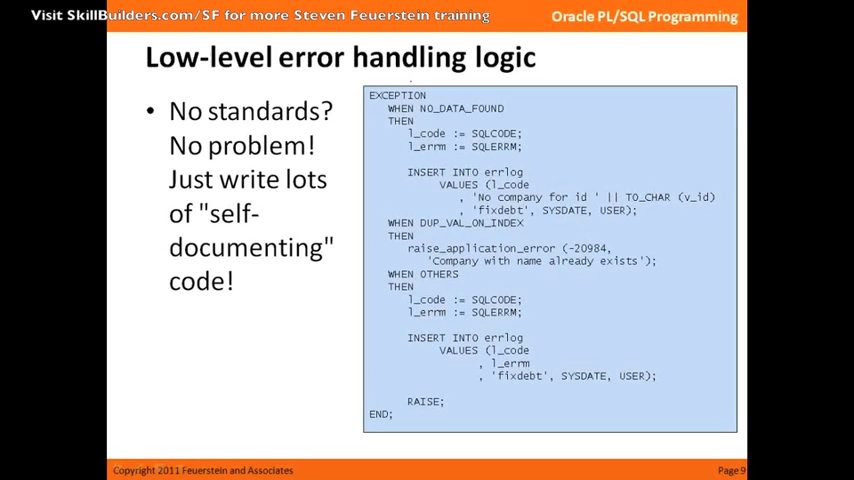 Visit SkillBuilders.com/SF for more Steven Feuerstein training
Oracle PL/SQL Programming
Low-level error handling logic
• No standards?
No problem!
Just write lots
of "self-
documenting"
code!
EXCEPTION
WHEN NO_DATA_FOUND
THEN
l_code := SQLCODE;
l_errm := SQLERRM;
INSERT INTO errlog
VALUES (l_code
, 'No company for id ' || TO_CHAR (v_id)
, 'fixdebt', SYSDATE, USER);
WHEN DUP_VAL_ON_INDEX
THEN
raise_application_error (-20984,
'Company with name already exists');
WHEN OTHERS
THEN
l_code := SQLCODE;
l_errm := SQLERRM;
INSERT INTO errlog
VALUES (l_code
, l_errm
, 'fixdebt', SYSDATE, USER);
RAISE;
END;
Copyright 2011 Feuerstein and Associates
Page 9